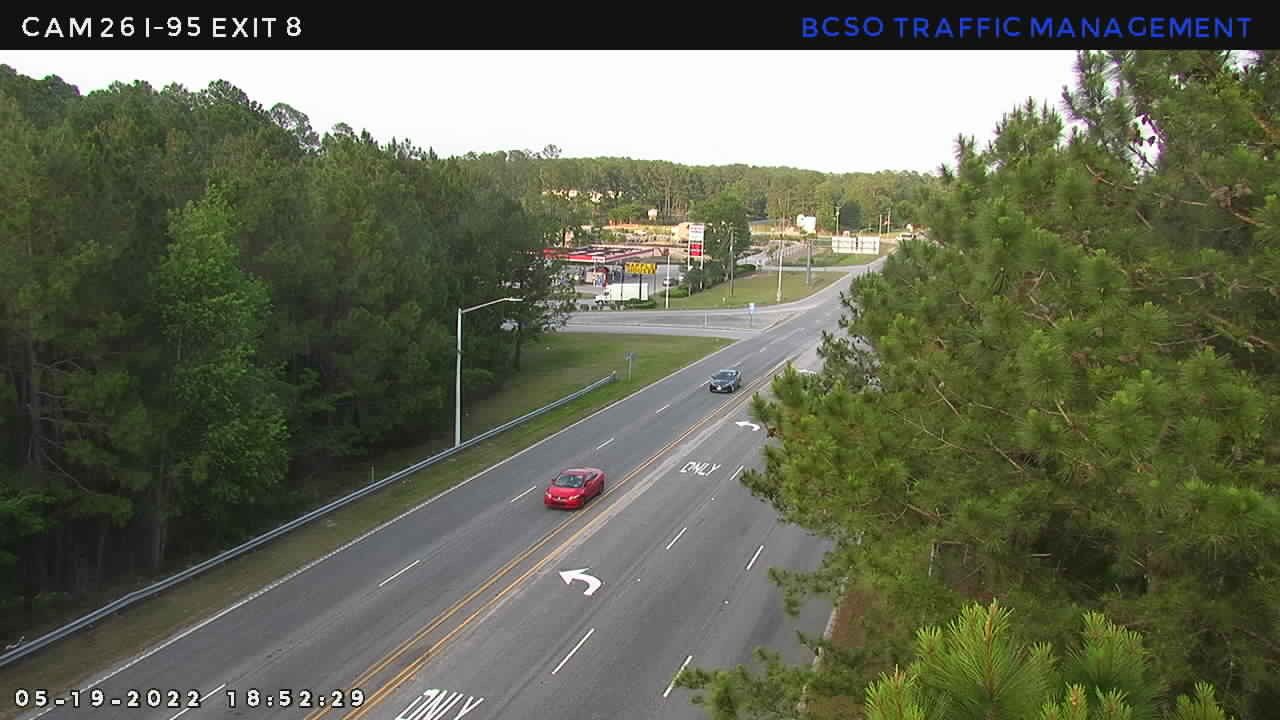 CAM 26 I-95 EXIT 8
BCSO TRAFFIC MANAGEMENT
ONLY
ONLY
05-19-2022 18:52:29